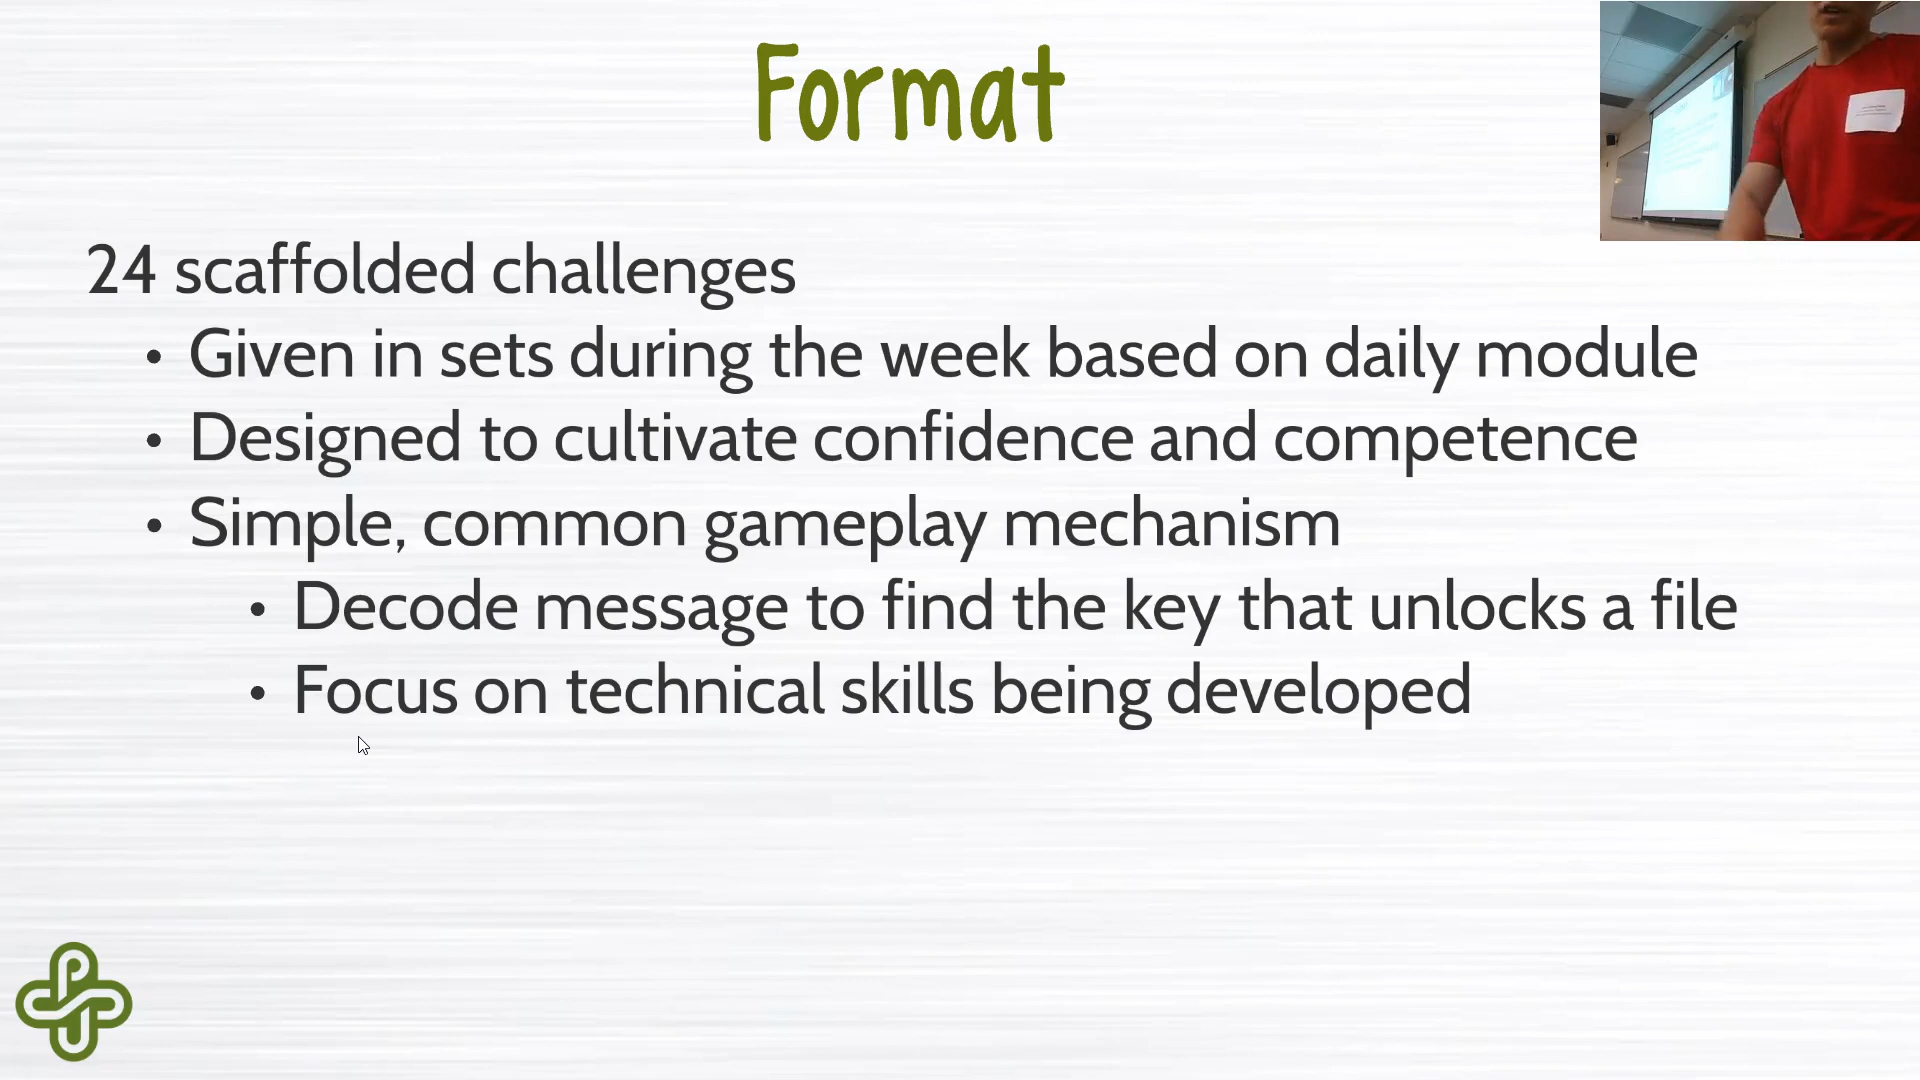 Format
24 scaffolded challenges
• Given in sets during the week based on daily module
• Designed to cultivate confidence and competence
• Simple, common gameplay mechanism
• Decode message to find the key that unlocks a file
• Focus on technical skills being developed